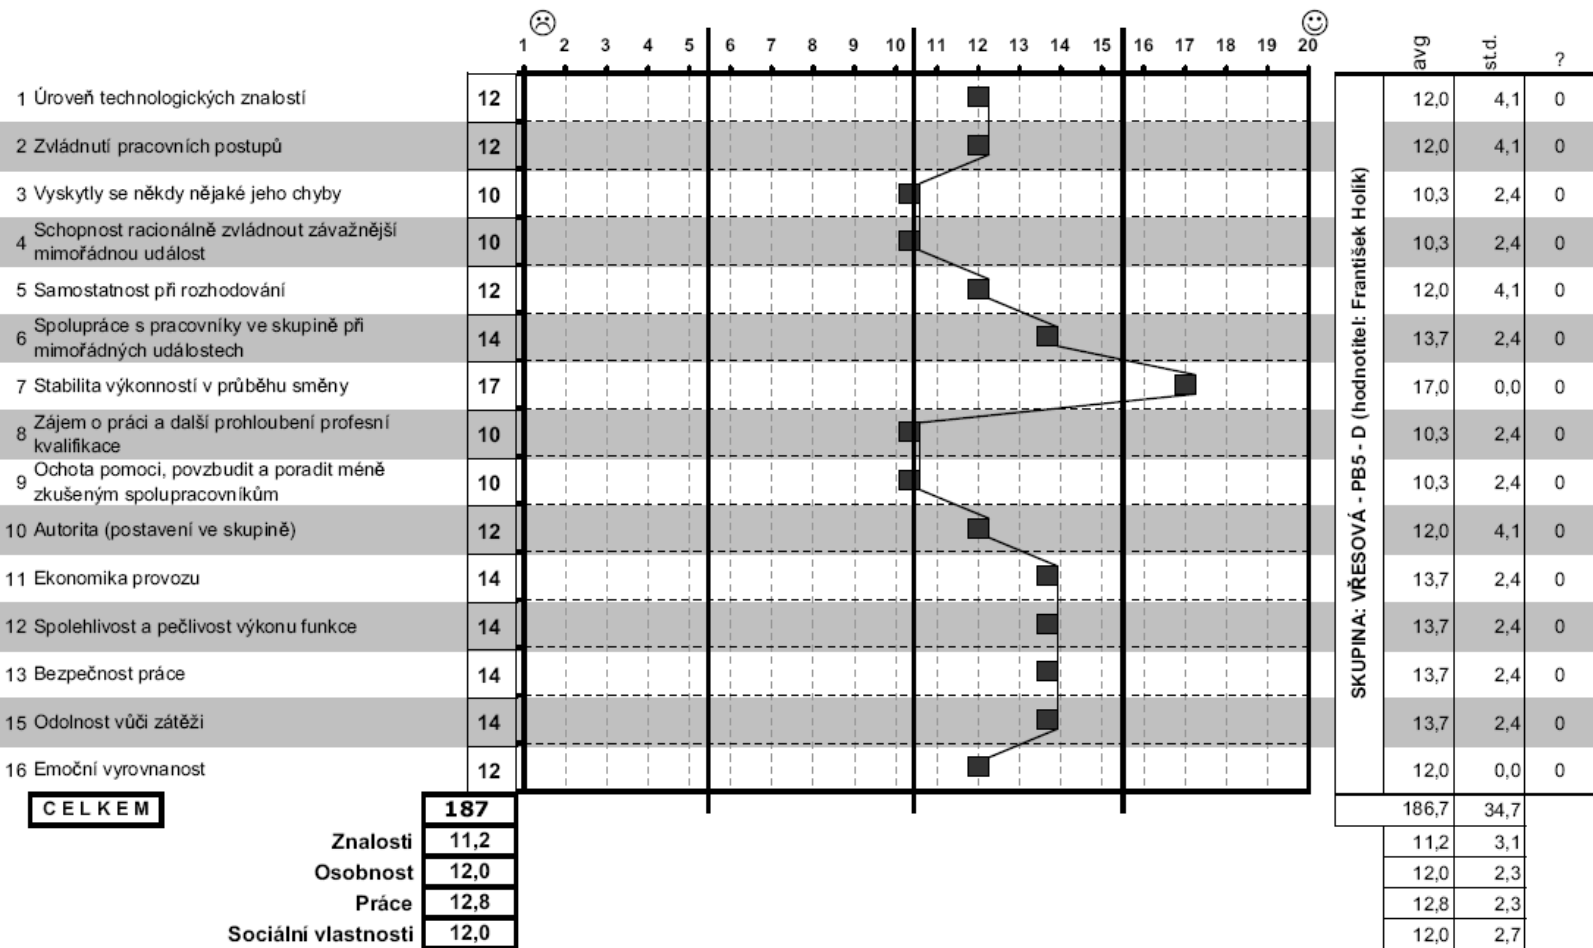 1 2 3 4 5 6 7 8 9 10 11 12 13 14 15 16 17 18 19 20 avg st.d. ?
1 Úroveň technologických znalostí 12 12,0 4,1 0
2 Zvládnutí pracovních postupů 12 12,0 4,1 0
3 Vyskytly se někdy nějaké jeho chyby 10 10,3 2,4 0
4 Schopnost racionálně zvládnout závažnější
mimořádnou událost 10 10,3 2,4 0
5 Samostatnost při rozhodování 12 12,0 4,1 0
6 Spolupráce s pracovníky ve skupině při
mimořádných událostech 14 13,7 2,4 0
7 Stabilita výkonností v průběhu směny 17 17,0 0,0 0
8 Zájem o práci a další prohloubení profesní
kvalifikace 10 10,3 2,4 0
9 Ochota pomoci, povzbudit a poradit méně
zkušeným spolupracovníkům 10 10,3 2,4 0
10 Autorita (postavení ve skupině) 12 12,0 4,1 0
11 Ekonomika provozu 14 13,7 2,4 0
12 Spolehlivost a pečlivost výkonu funkce 14 13,7 2,4 0
13 Bezpečnost práce 14 13,7 2,4 0
15 Odolnost vůči zátěži 14 13,7 2,4 0
16 Emoční vyrovnanost 12 12,0 0,0 0
SKUPINA: VŘESOVÁ - PB5 - D (hodnotitel: František Holík)
CELKEM 187 186,7 34,7
Znalosti 11,2 11,2 3,1
Osobnost 12,0 12,0 2,3
Práce 12,8 12,8 2,3
Sociální vlastnosti 12,0 12,0 2,7